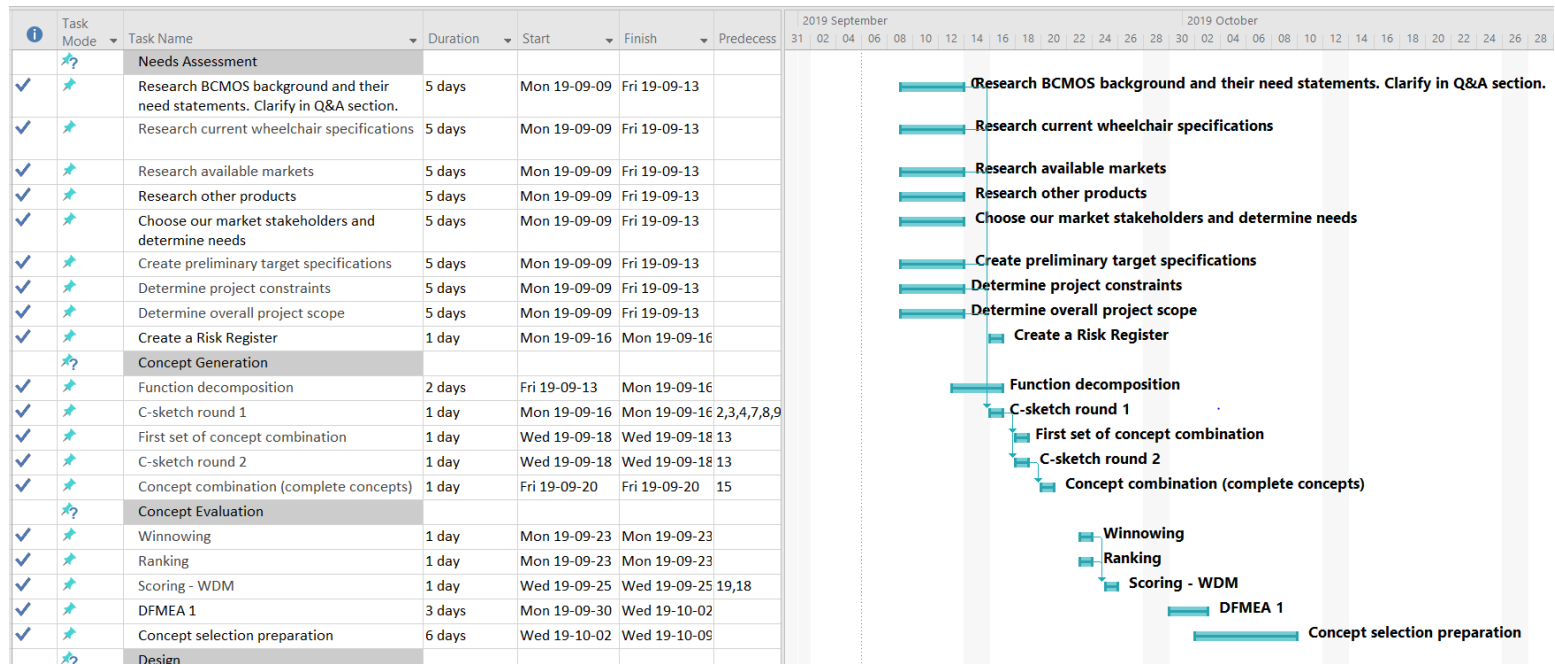 2019 September 2019 October
Task Mode Task Name Duration Start Finish Predecess 31 02 04 06 08 10 12 14 16 18 20 22 24 26 28 30 02 04 06 08 10 12 14 16 18 20 22 24 26 28
Needs Assessment
Research BCMOS background and their 5 days Mon 19-09-09 Fri 19-09-13 Research BCMOS background and their need statements. Clarify in Q&A section.
need statements. Clarify in Q&A section.
Research current wheelchair specifications 5 days Mon 19-09-09 Fri 19-09-13 Research current wheelchair specifications
Research available markets 5 days Mon 19-09-09 Fri 19-09-13 Research available markets
Research other products 5 days Mon 19-09-09 Fri 19-09-13 Research other products
Choose our market stakeholders and 5 days Mon 19-09-09 Fri 19-09-13 Choose our market stakeholders and determine needs
determine needs
Create preliminary target specifications 5 days Mon 19-09-09 Fri 19-09-13 Create preliminary target specifications
Determine project constraints 5 days Mon 19-09-09 Fri 19-09-13 Determine project constraints
Determine overall project scope 5 days Mon 19-09-09 Fri 19-09-13 Determine overall project scope
Create a Risk Register 1 day Mon 19-09-16 Mon 19-09-16 Create a Risk Register
Concept Generation
Function decomposition 2 days Fri 19-09-13 Mon 19-09-16 Function decomposition
C-sketch round 1 1 day Mon 19-09-16 Mon 19-09-16 2,3,4,7,8,9 C-sketch round 1
First set of concept combination 1 day Wed 19-09-18 Wed 19-09-18 13 First set of concept combination
C-sketch round 2 1 day Wed 19-09-18 Wed 19-09-18 13 C-sketch round 2
Concept combination (complete concepts) 1 day Fri 19-09-20 Fri 19-09-20 15 Concept combination (complete concepts)
Concept Evaluation
Winnowing 1 day Mon 19-09-23 Mon 19-09-23 Winnowing
Ranking 1 day Mon 19-09-23 Mon 19-09-23 Ranking
Scoring - WDM 1 day Wed 19-09-25 Wed 19-09-25 19,18 Scoring - WDM
DFMEA 1 3 days Mon 19-09-30 Wed 19-10-02 DFMEA 1
Concept selection preparation 6 days Wed 19-10-02 Wed 19-10-09 Concept selection preparation
Design